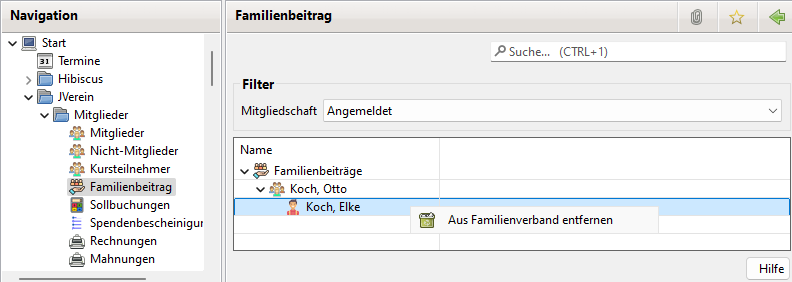 Navigation
Start
31 Termine
Hibiscus
JVerein
Mitglieder
Mitglieder
Nicht-Mitglieder
Kursteilnehmer
Familienbeitrag
Sollbuchungen
Spendenbescheinigu
Rechnungen
Mahnungen
Familienbeitrag
Suche... (CTRL+1)
Filter
Mitgliedschaft Angemeldet
Name
Familienbeiträge
Koch, Otto
Koch, Elke
Aus Familienverband entfernen
Hilfe